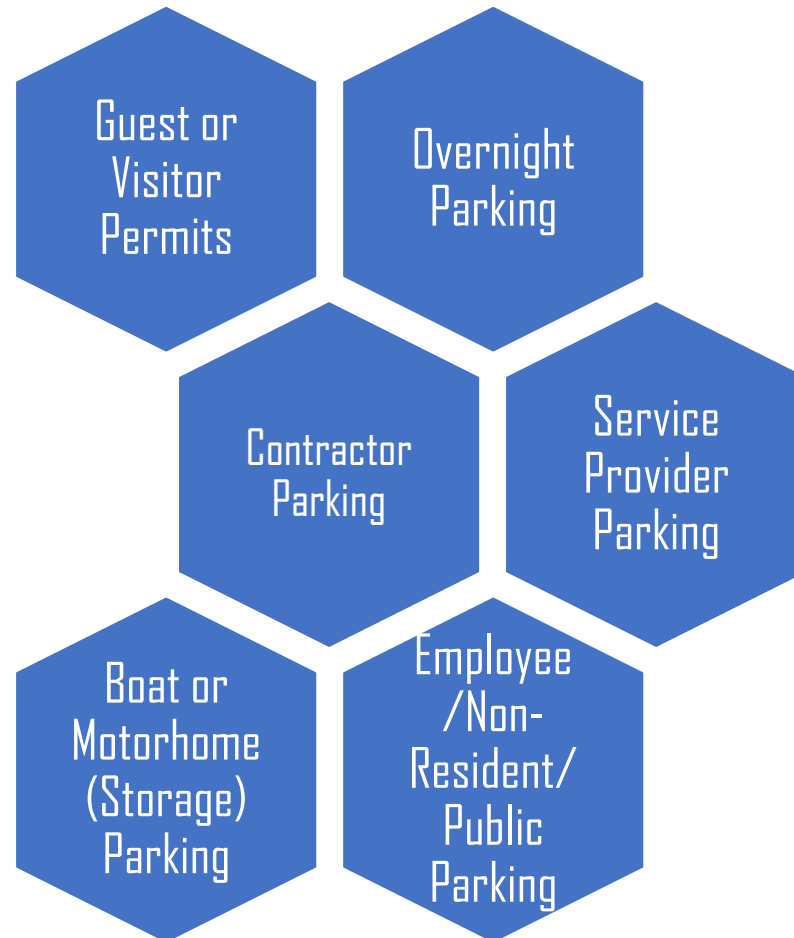 Guest or
Visitor
Permits
Overnight
Parking
Contractor
Parking
Service
Provider
Parking
Boat or
Motorhome
(Storage)
Parking
Employee
/Non-
Resident/
Public
Parking